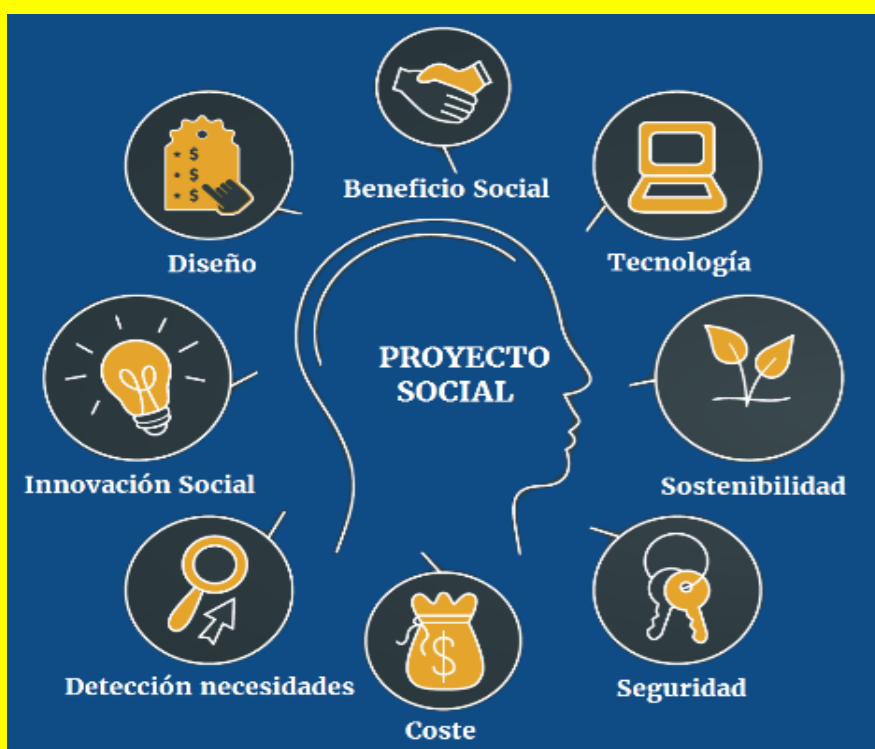 Beneficio Social
Diseño
* $
* $
* $
Tecnología
PROYECTO
SOCIAL
Innovación Social
Sostenibilidad
Detección necesidades
$
Coste
Seguridad